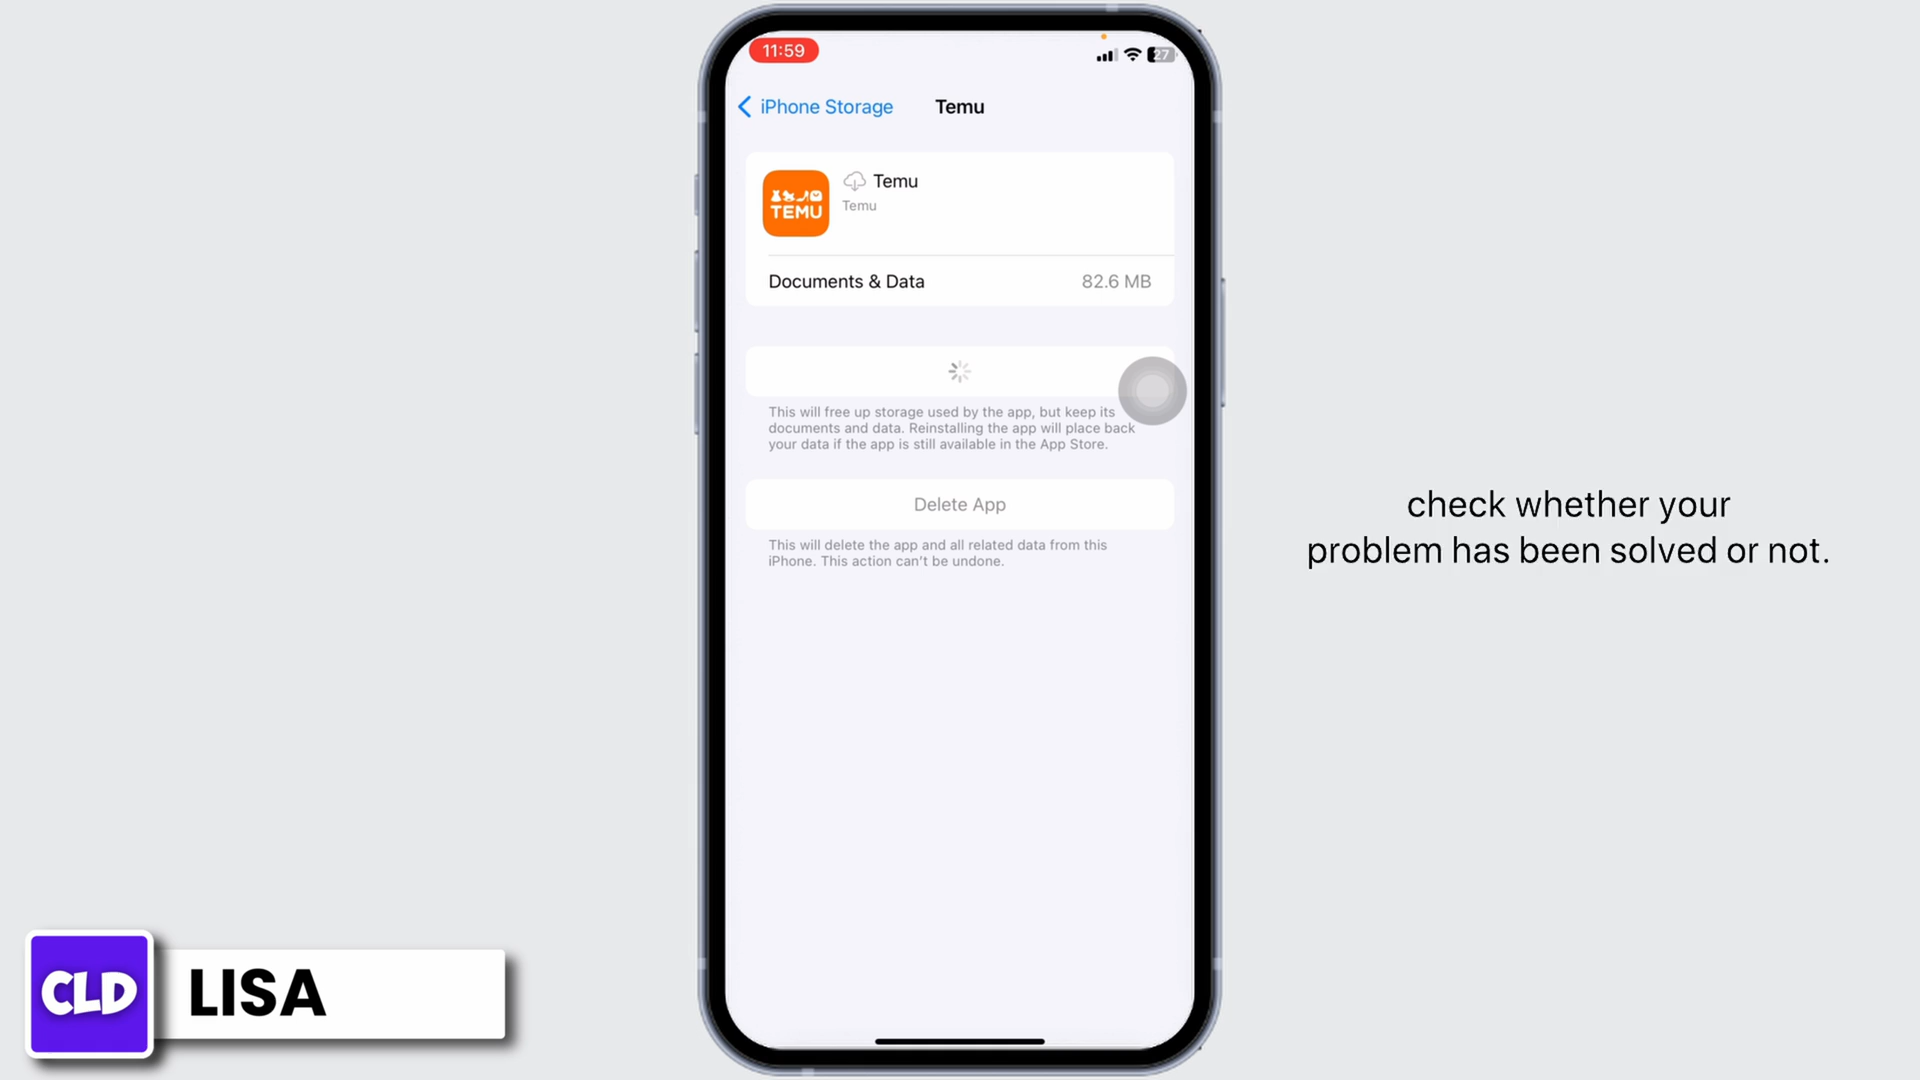 11:59
27
iPhone Storage
Temu
TEMU
Temu
Temu
Documents & Data
82.6 MB
This will free up storage used by the app, but keep its
documents and data. Reinstalling the app will place back
your data if the app is still available in the App Store.
Delete App
This will delete the app and all related data from this
iPhone. This action can't be undone.
check whether your
problem has been solved or not.
CLD
LISA